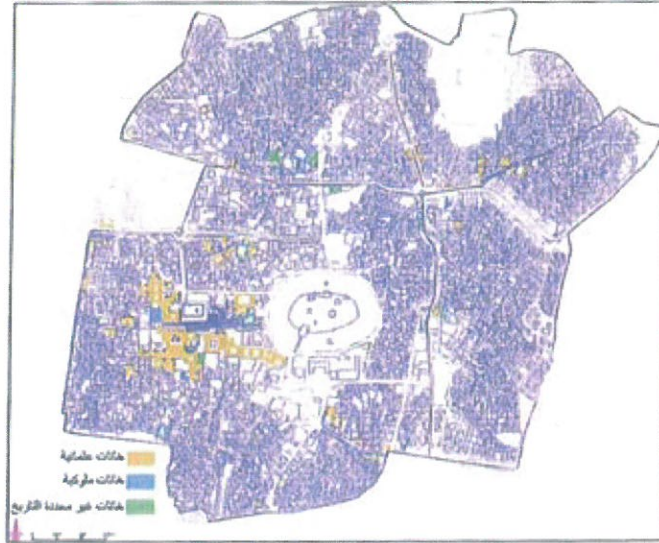 خانات عثمانية
خانات مملوكية
خانات غير محددة التاريخ